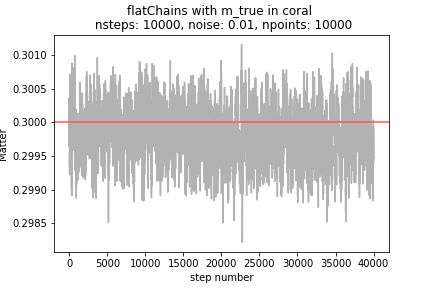 flatChains with m_true in coral
nsteps: 10000, noise: 0.01, npoints: 10000
0.3010
0.3005
0.3000
0.2995
0.2990
0.2985
Matter
0 5000 10000 15000 20000 25000 30000 35000 40000
step number